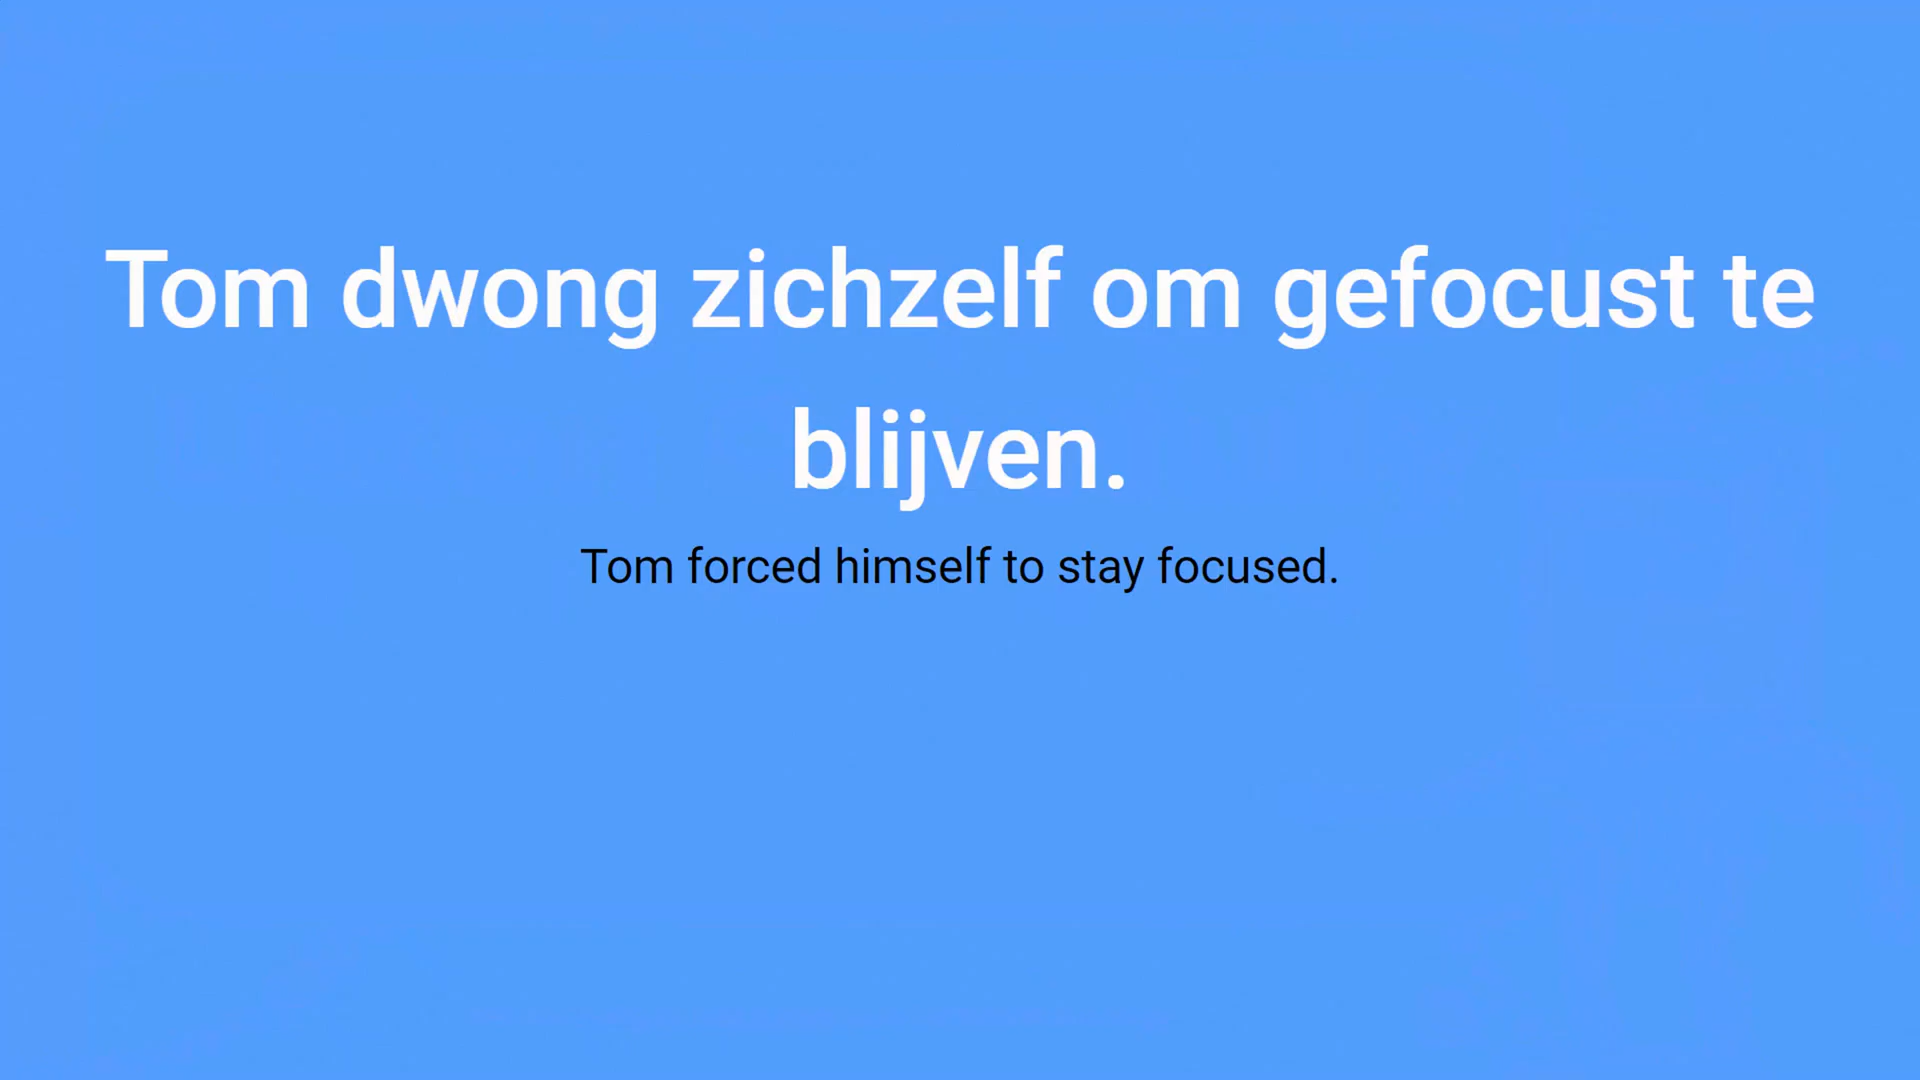 Tom dwong zichzelf om gefocust te
blijven.
Tom forced himself to stay focused.